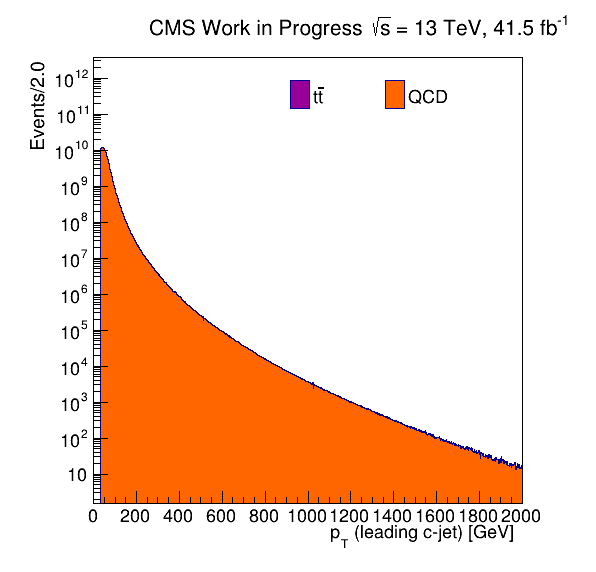 CMS Work in Progress √s = 13 TeV, 41.5 fb⁻¹
Events/2.0
tt̄
QCD
10¹²
10¹¹
10¹⁰
10⁹
10⁸
10⁷
10⁶
10⁵
10⁴
10³
10²
10
0 200 400 600 800 1000 1200 1400 1600 1800 2000
p_T (leading c-jet) [GeV]